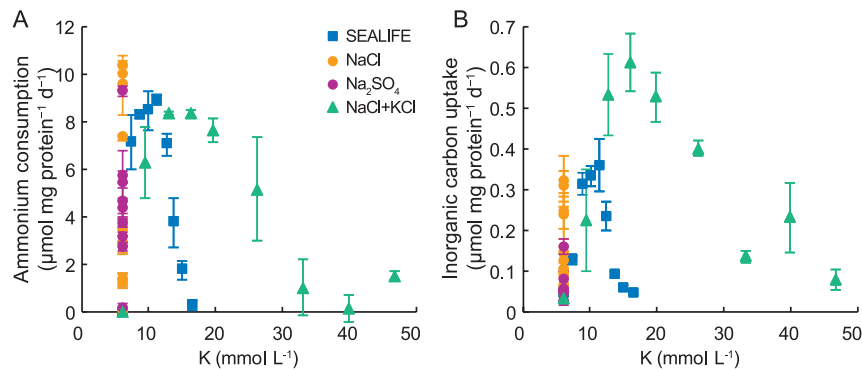 A
Ammonium consumption
(μmol mg protein⁻¹ d⁻¹)
12
10
8
6
4
2
0
0 10 20 30 40 50
K (mmol L⁻¹)
SEALIFE
NaCl
Na₂SO₄
NaCl+KCl
B
Inorganic carbon uptake
(μmol mg protein⁻¹ d⁻¹)
0.7
0.6
0.5
0.4
0.3
0.2
0.1
0
0 10 20 30 40 50
K (mmol L⁻¹)